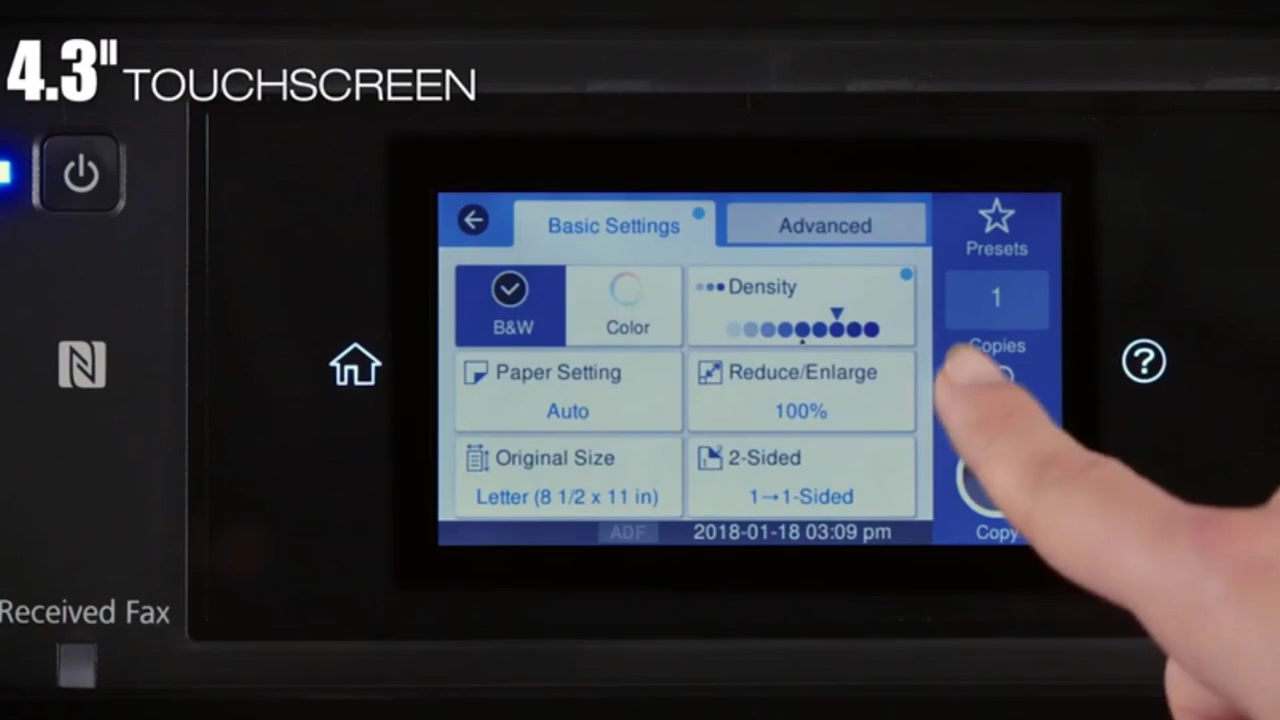 4.3" TOUCHSCREEN
Basic Settings
Advanced
Presets
B&W
Color
Density
1
Copies
Paper Setting
Auto
Reduce/Enlarge
100%
Original Size
Letter (8 1/2 x 11 in)
2-Sided
1→1-Sided
ADF
2018-01-18 03:09 pm
Copy
Received Fax